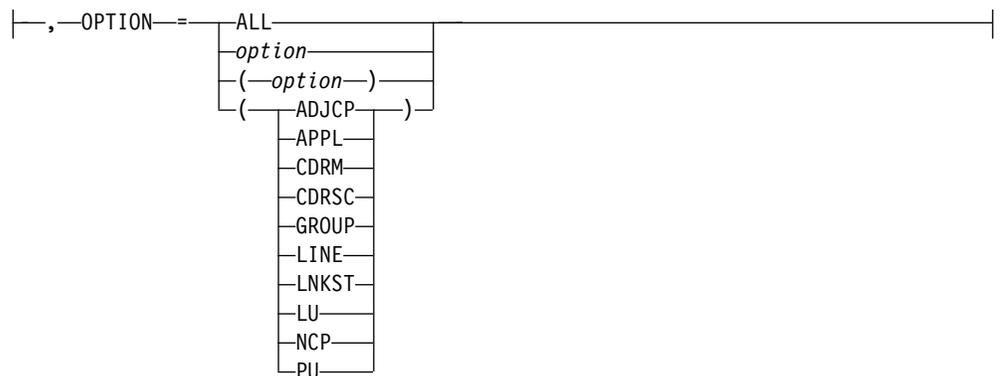 , OPTION = ALL
option
( option )
( ADJCP )
APPL
CDRM
CDRSC
GROUP
LINE
LNKST
LU
NCP
PU